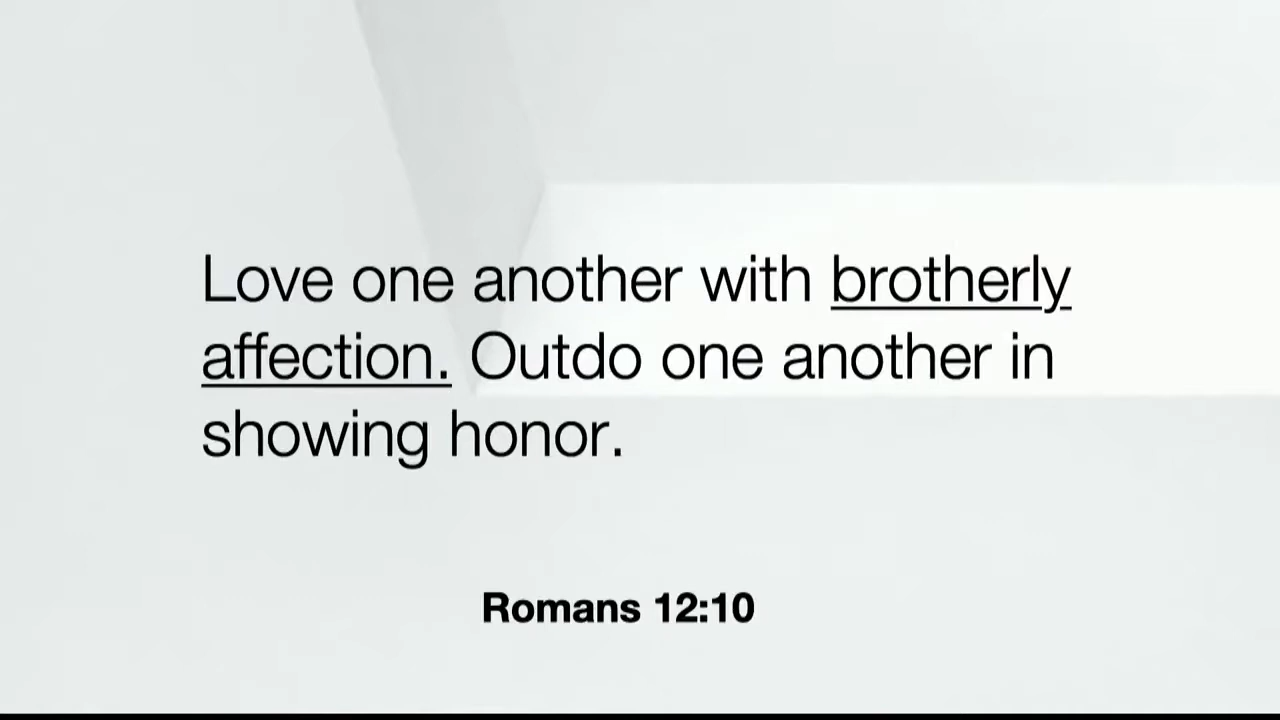 Love one another with brotherly
affection. Outdo one another in
showing honor.
Romans 12:10